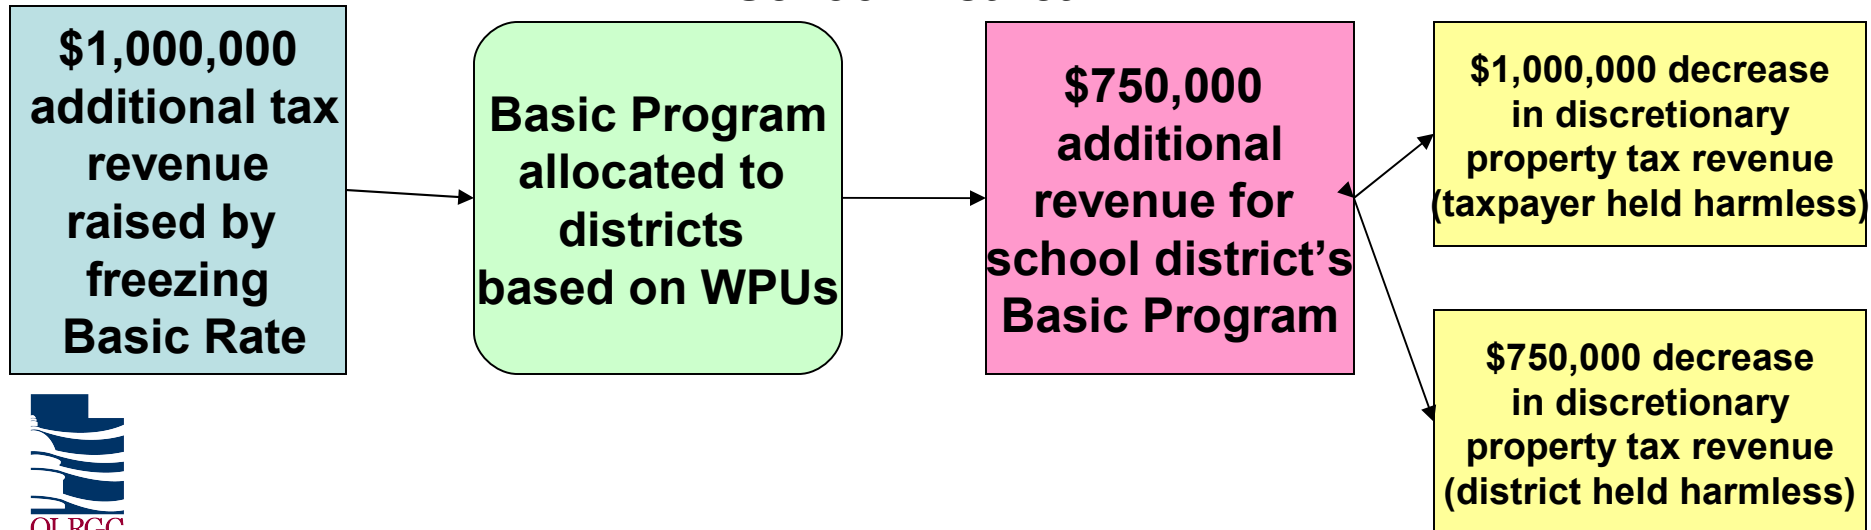 $1,000,000
additional tax
revenue
raised by
freezing
Basic Rate
Basic Program
allocated to
districts
based on WPUs
$750,000
additional
revenue for
school district’s
Basic Program
$1,000,000 decrease
in discretionary
property tax revenue
(taxpayer held harmless)
$750,000 decrease
in discretionary
property tax revenue
(district held harmless)
OLRGC